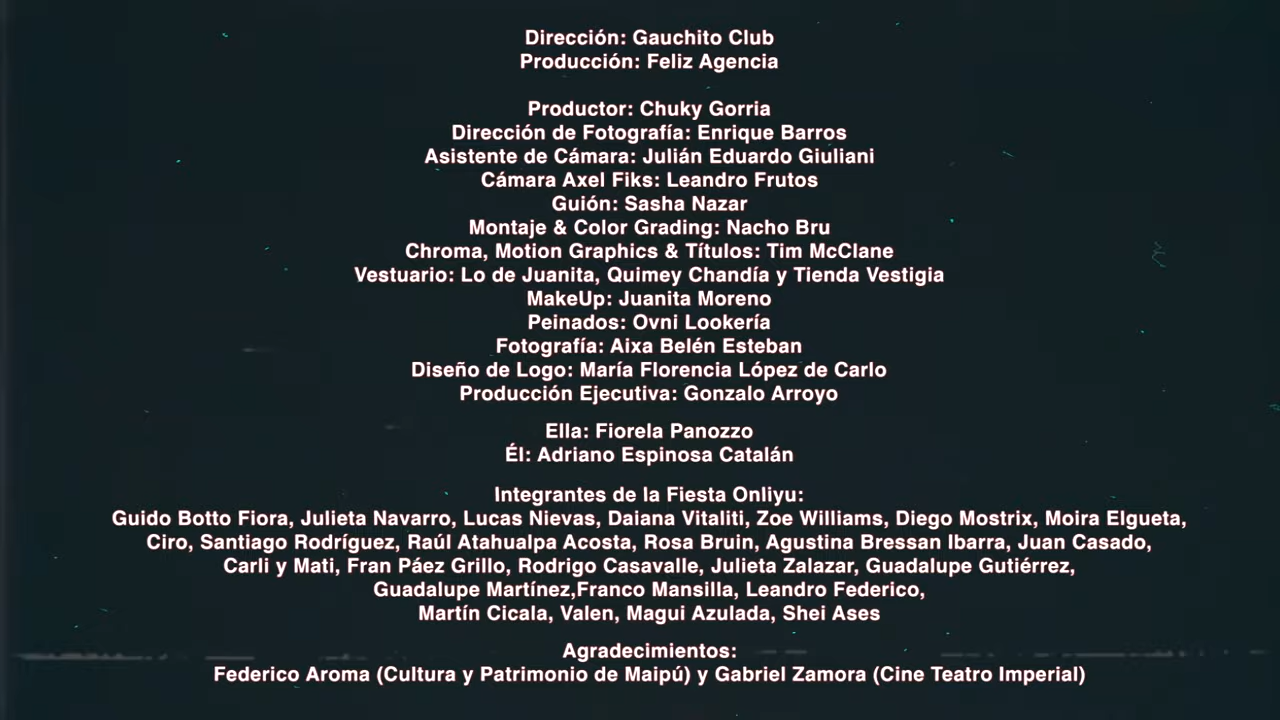 Dirección: Gauchito Club
Producción: Feliz Agencia
Productor: Chuky Gorria
Dirección de Fotografía: Enrique Barros
Asistente de Cámara: Julián Eduardo Giuliani
Cámara Axel Fiks: Leandro Frutos
Guión: Sasha Nazar
Montaje & Color Grading: Nacho Bru
Chroma, Motion Graphics & Títulos: Tim McClane
Vestuario: Lo de Juanita, Quimey Chandía y Tienda Vestigia
MakeUp: Juanita Moreno
Peinados: Ovni Lookería
Fotografía: Aixa Belén Esteban
Diseño de Logo: María Florencia López de Carlo
Producción Ejecutiva: Gonzalo Arroyo
Ella: Fiorela Panozzo
Él: Adriano Espinosa Catalán
Integrantes de la Fiesta Onliyu:
Guido Botto Fiora, Julieta Navarro, Lucas Nievas, Daiana Vitaliti, Zoe Williams, Diego Mostrix, Moira Elgueta,
Ciro, Santiago Rodríguez, Raúl Atahualpa Acosta, Rosa Bruin, Agustina Bressan Ibarra, Juan Casado,
Carli y Mati, Fran Páez Grillo, Rodrigo Casavalle, Julieta Zalazar, Guadalupe Gutiérrez,
Guadalupe Martínez,Franco Mansilla, Leandro Federico,
Martín Cicala, Valen, Magui Azulada, Shei Ases
Agradecimientos:
Federico Aroma (Cultura y Patrimonio de Maipú) y Gabriel Zamora (Cine Teatro Imperial)